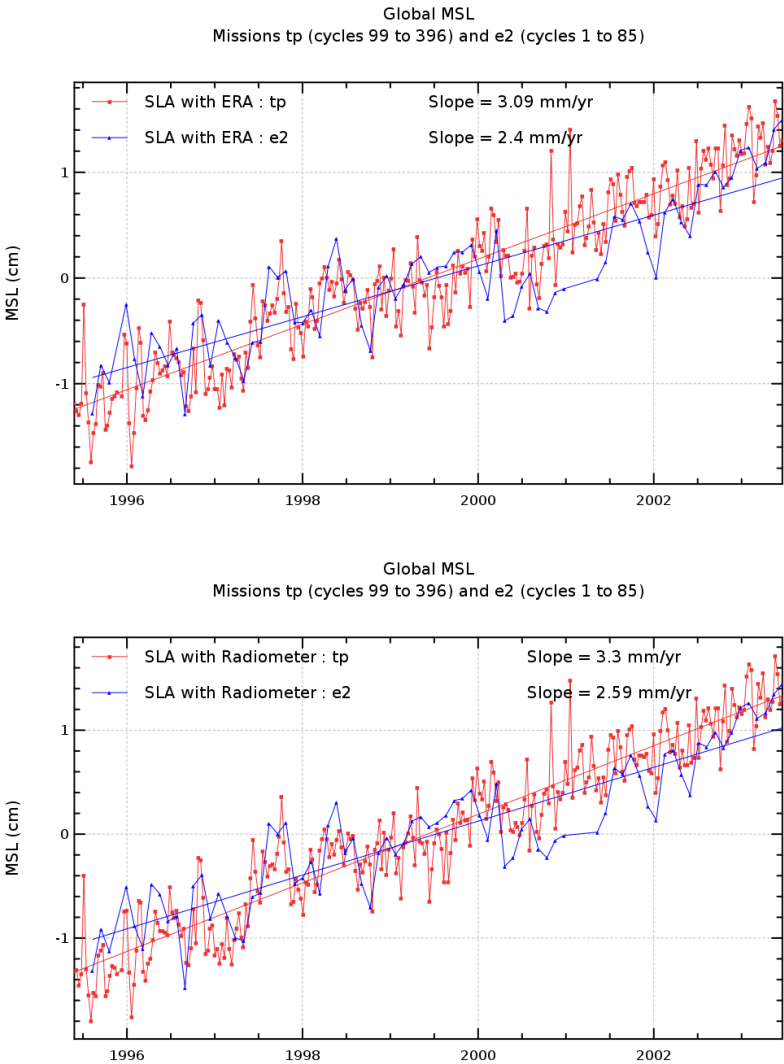 Global MSL
Missions tp (cycles 99 to 396) and e2 (cycles 1 to 85)
SLA with ERA : tp Slope = 3.09 mm/yr
SLA with ERA : e2 Slope = 2.4 mm/yr
MSL (cm)
1
0
-1
1996 1998 2000 2002
Global MSL
Missions tp (cycles 99 to 396) and e2 (cycles 1 to 85)
SLA with Radiometer : tp Slope = 3.3 mm/yr
SLA with Radiometer : e2 Slope = 2.59 mm/yr
MSL (cm)
1
0
-1
1996 1998 2000 2002